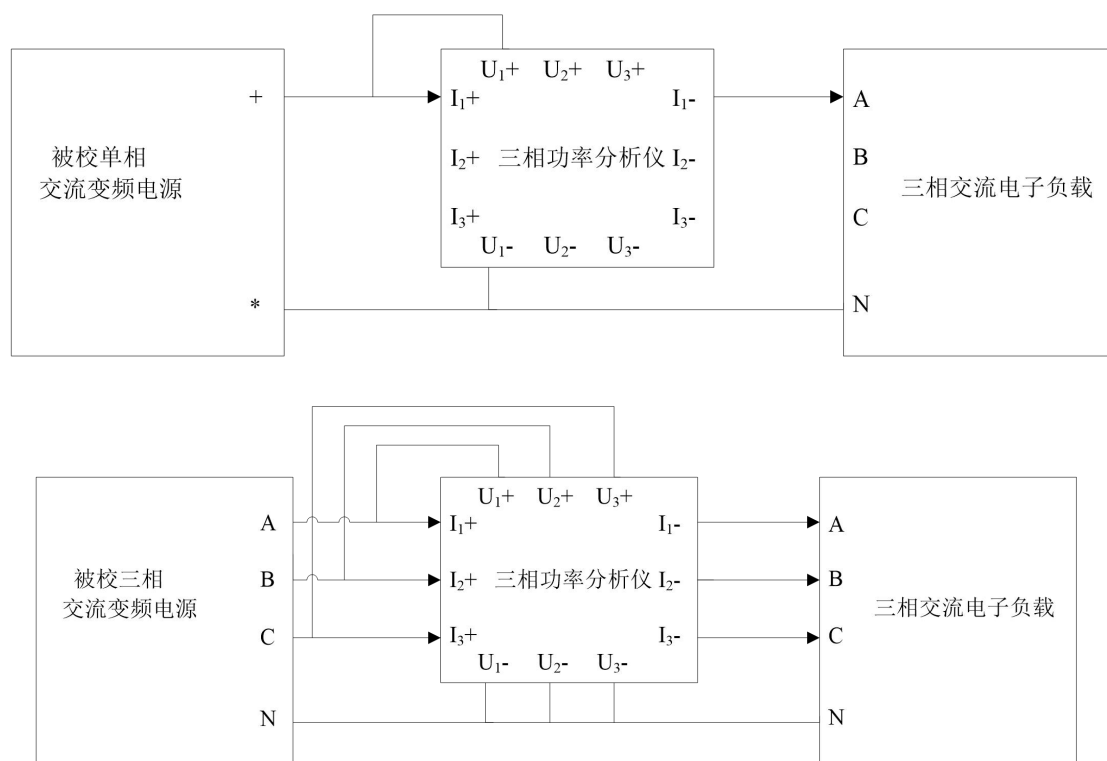 U₁+ U₂+ U₃+
+ I₁+ I₁- A
被校单相
交流变频电源
I₂+ 三相功率分析仪 I₂- B
三相交流电子负载
I₃+ I₃- C
U₁- U₂- U₃-
* N
U₁+ U₂+ U₃+
A I₁+ I₁- A
被校三相
交流变频电源
B I₂+ 三相功率分析仪 I₂- B
三相交流电子负载
C I₃+ I₃- C
U₁- U₂- U₃-
N N